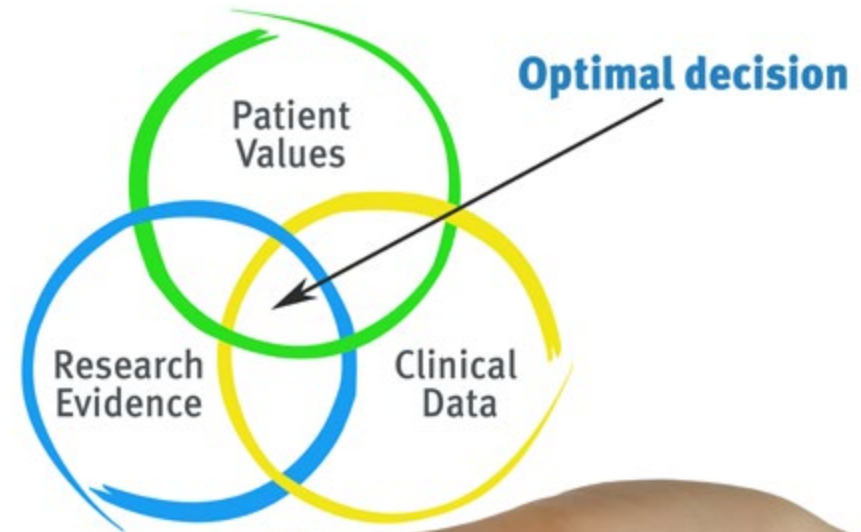 Optimal decision
Patient
Values
Research
Evidence
Clinical
Data